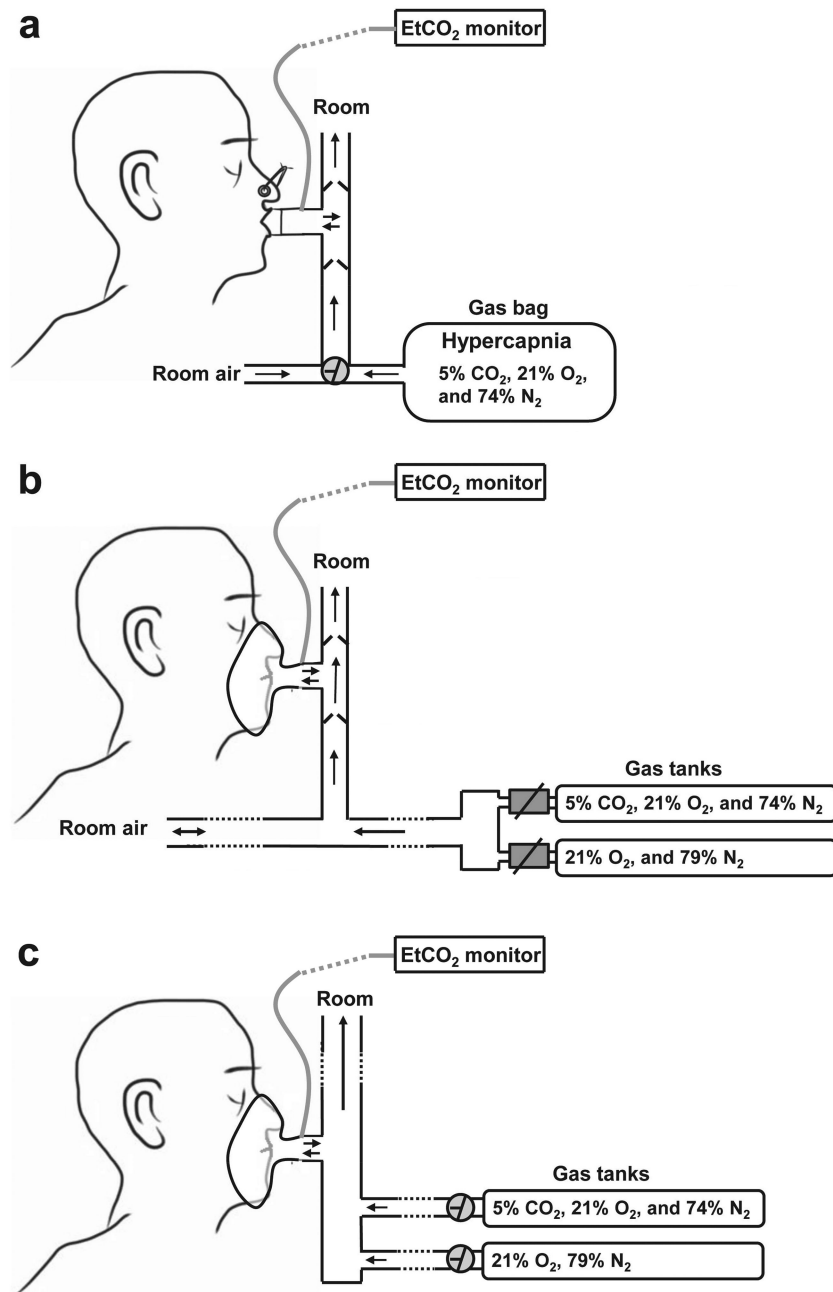 a
EtCO₂ monitor
Room
Gas bag
Hypercapnia
Room air
5% CO₂, 21% O₂,
and 74% N₂
b
EtCO₂ monitor
Room
Gas tanks
5% CO₂, 21% O₂, and 74% N₂
Room air
21% O₂, and 79% N₂
c
EtCO₂ monitor
Room
Gas tanks
5% CO₂, 21% O₂, and 74% N₂
21% O₂, 79% N₂